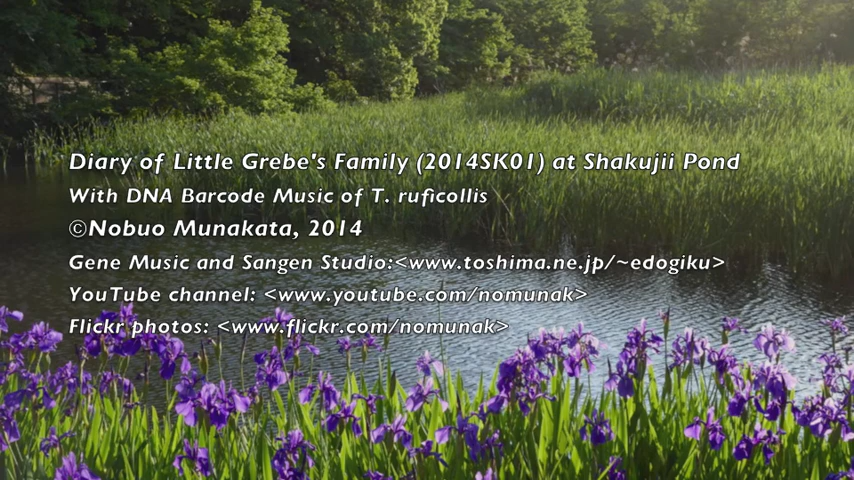 Diary of Little Grebe's Family (2014SK01) at Shakujii Pond
With DNA Barcode Music of T. ruficollis
©Nobuo Munakata, 2014
Gene Music and Sangen Studio:<www.toshima.ne.jp/~edogiku>
YouTube channel: <www.youtube.com/nomunak>
Flickr photos: <www.flickr.com/nomunak>